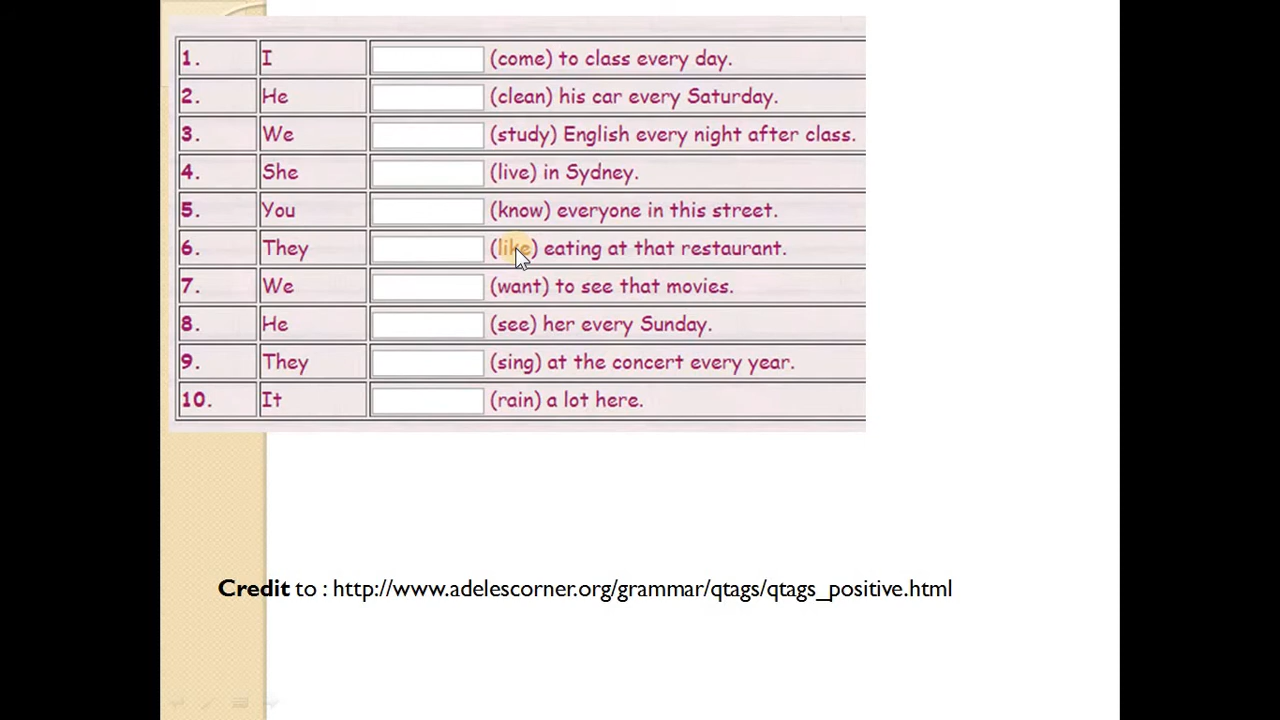 1. I (come) to class every day.
2. He (clean) his car every Saturday.
3. We (study) English every night after class.
4. She (live) in Sydney.
5. You (know) everyone in this street.
6. They (like) eating at that restaurant.
7. We (want) to see that movies.
8. He (see) her every Sunday.
9. They (sing) at the concert every year.
10. It (rain) a lot here.
Credit to : http://www.adelescorner.org/grammar/qtags/qtags_positive.html